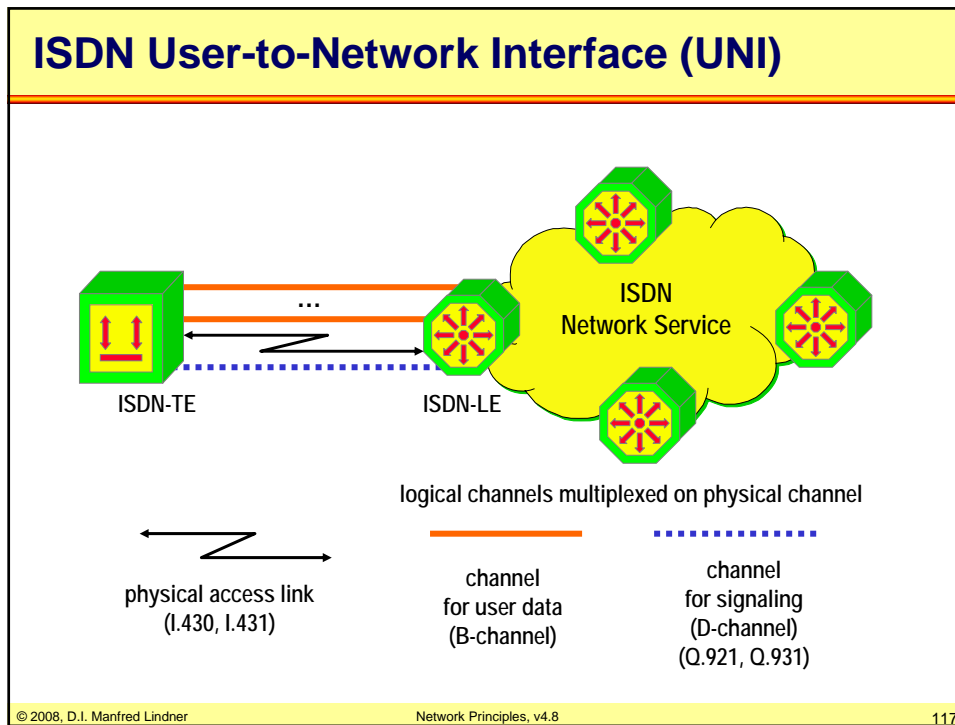 ISDN User-to-Network Interface (UNI)
...
ISDN
Network Service
ISDN-TE
ISDN-LE
logical channels multiplexed on physical channel
physical access link
(I.430, I.431)
channel
for user data
(B-channel)
channel
for signaling
(D-channel)
(Q.921, Q.931)
© 2008, D.I. Manfred Lindner
Network Principles, v4.8
117